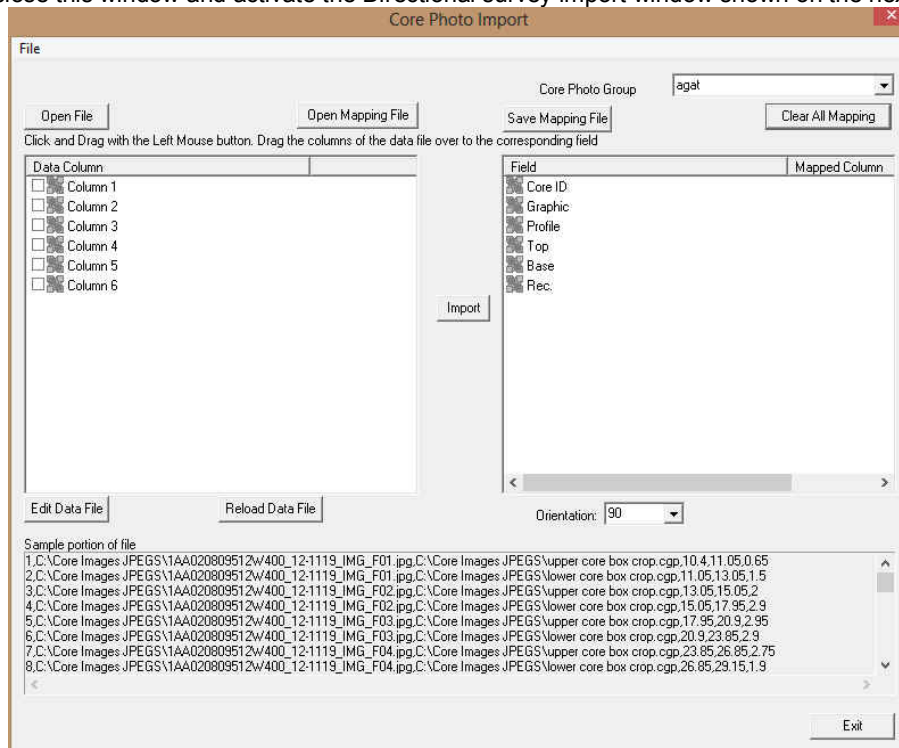 close this window and activate the Directional survey import window shown on the nex
Core Photo Import
File
Core Photo Group agat
Open File Open Mapping File Save Mapping File Clear All Mapping
Click and Drag with the Left Mouse button. Drag the columns of the data file over to the corresponding field
Data Column Field Mapped Column
Column 1 Core ID
Column 2 Graphic
Column 3 Profile
Column 4 Top
Column 5 Base
Column 6 Rec.
Import
Edit Data File Reload Data File Orientation: 90
Sample portion of file
1,C:\Core Images JPEGS\1AA020809512W400_12-1119_IMG_F01.jpg,C:\Core Images JPEGS\upper core box crop.cgp,10.4,11.05,0.65
2,C:\Core Images JPEGS\1AA020809512W400_12-1119_IMG_F01.jpg,C:\Core Images JPEGS\lower core box crop.cgp,11.05,13.05,1.5
3,C:\Core Images JPEGS\1AA020809512W400_12-1119_IMG_F02.jpg,C:\Core Images JPEGS\upper core box crop.cgp,13.05,15.05,2
4,C:\Core Images JPEGS\1AA020809512W400_12-1119_IMG_F02.jpg,C:\Core Images JPEGS\lower core box crop.cgp,15.05,17.95,2.9
5,C:\Core Images JPEGS\1AA020809512W400_12-1119_IMG_F03.jpg,C:\Core Images JPEGS\upper core box crop.cgp,17.95,20.9,2.95
6,C:\Core Images JPEGS\1AA020809512W400_12-1119_IMG_F03.jpg,C:\Core Images JPEGS\lower core box crop.cgp,20.9,23.85,2.9
7,C:\Core Images JPEGS\1AA020809512W400_12-1119_IMG_F04.jpg,C:\Core Images JPEGS\upper core box crop.cgp,23.85,26.85,2.75
8,C:\Core Images JPEGS\1AA020809512W400_12-1119_IMG_F04.jpg,C:\Core Images JPEGS\lower core box crop.cgp,26.85,29.15,1.9
Exit